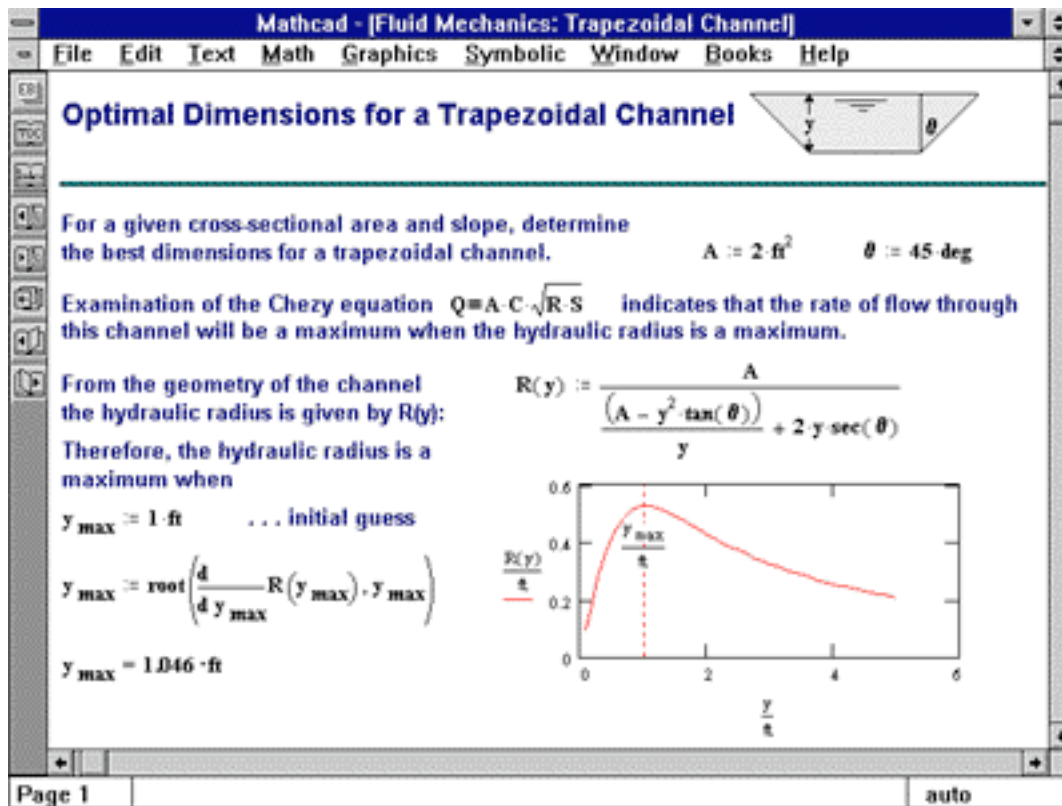 Mathcad - [Fluid Mechanics: Trapezoidal Channel]
File Edit Text Math Graphics Symbolic Window Books Help
Optimal Dimensions for a Trapezoidal Channel
y θ
For a given cross-sectional area and slope, determine
the best dimensions for a trapezoidal channel. A := 2·ft² θ := 45·deg
Examination of the Chezy equation Q=A·C·√R·S indicates that the rate of flow through
this channel will be a maximum when the hydraulic radius is a maximum.
From the geometry of the channel
the hydraulic radius is given by R(y):
R(y) := A
(A − y²·tan(θ))
y
+ 2·y·sec(θ)
Therefore, the hydraulic radius is a
maximum when
y max := 1·ft . . . initial guess
y max := root(d/d y max R(y max), y max)
y max = 1.046 ·ft
R(y)
ft
0.6
0.4
0.2
0
y max
ft
0 2 4 6
y
ft
Page 1 auto